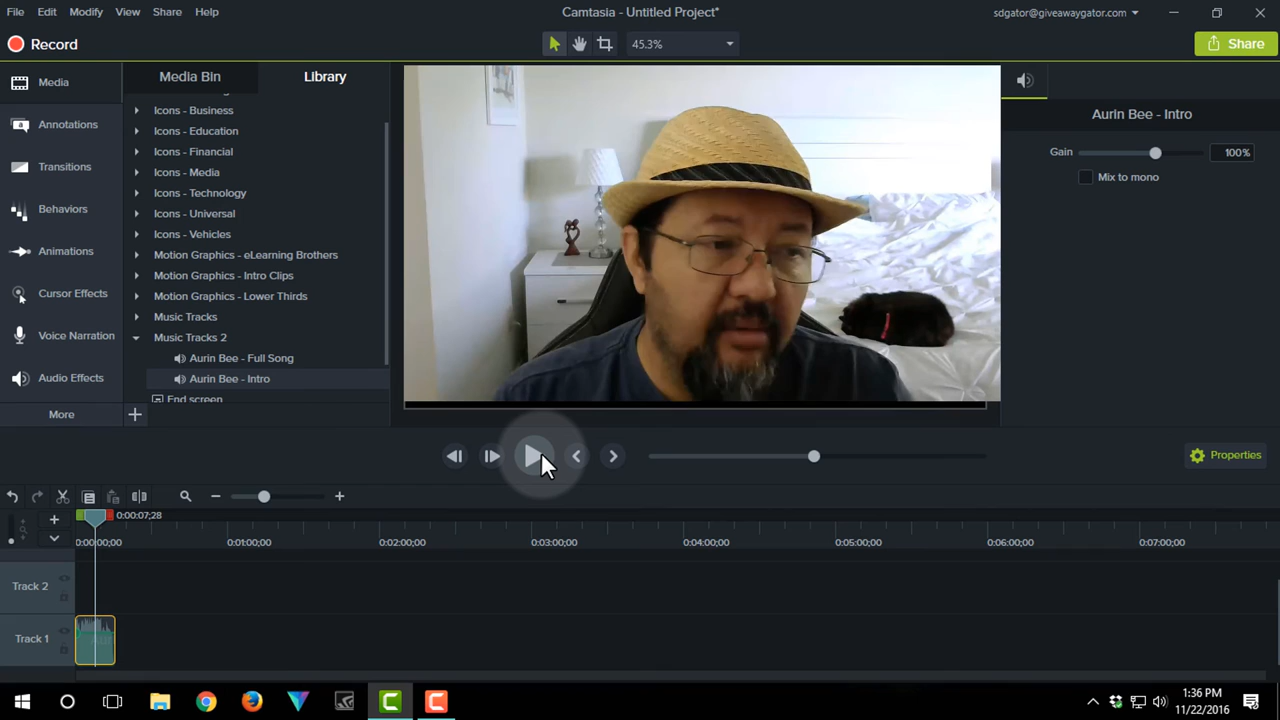 File Edit Modify View Share Help
Camtasia - Untitled Project*
sdgator@giveawaygator.com
Record
45.3%
Share
Media
Annotations
Transitions
Behaviors
Animations
Cursor Effects
Voice Narration
Audio Effects
More
Media Bin Library
Icons - Business
Icons - Education
Icons - Financial
Icons - Media
Icons - Technology
Icons - Universal
Icons - Vehicles
Motion Graphics - eLearning Brothers
Motion Graphics - Intro Clips
Motion Graphics - Lower Thirds
Music Tracks
Music Tracks 2
Aurin Bee - Full Song
Aurin Bee - Intro
End screen
Aurin Bee - Intro
Gain 100%
Mix to mono
Properties
0:00:07;28
0:00:00;00 0:01:00;00 0:02:00;00 0:03:00;00 0:04:00;00 0:05:00;00 0:06:00;00 0:07:00;00
Track 2
Track 1
1:36 PM
11/22/2016